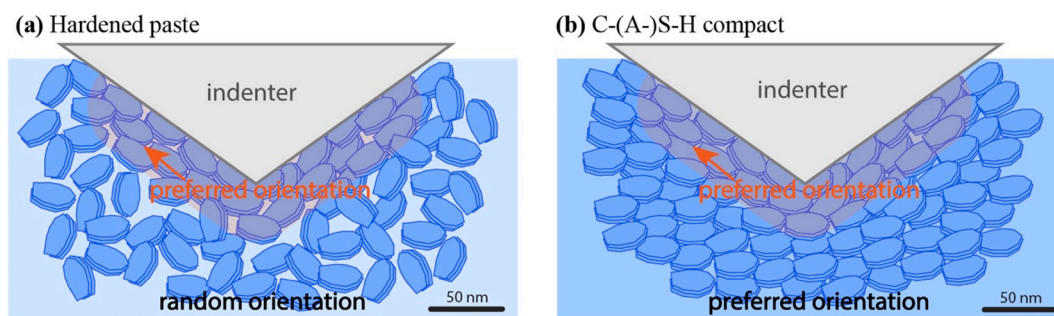 (a) Hardened paste
indenter
preferred orientation
random orientation
50 nm
(b) C-(A-)S-H compact
indenter
preferred orientation
preferred orientation
50 nm